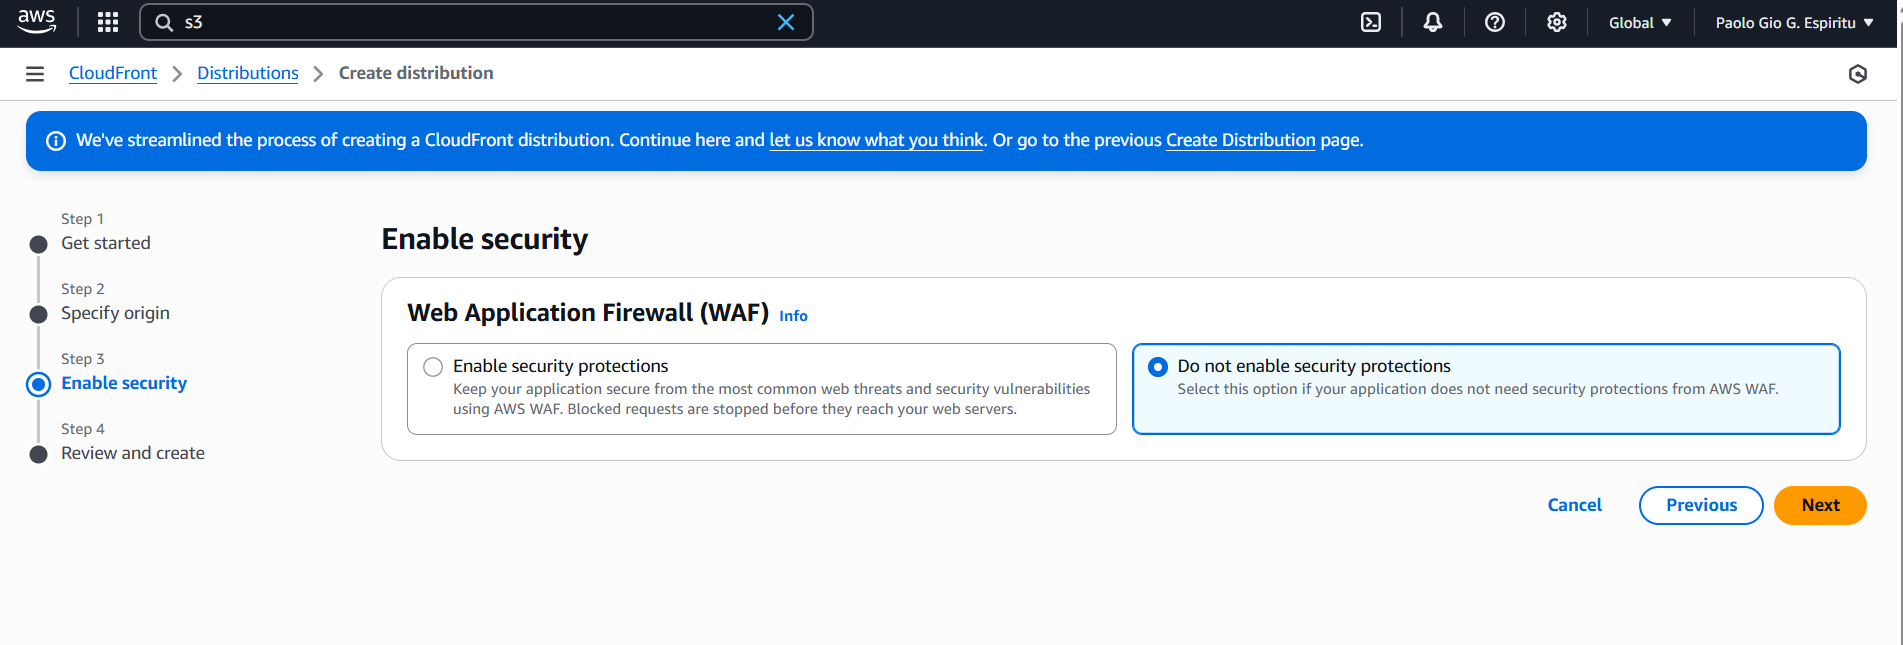 aws
s3
Global
Paolo Gio G. Espiritu
CloudFront
Distributions
Create distribution
We've streamlined the process of creating a CloudFront distribution. Continue here and let us know what you think. Or go to the previous Create Distribution page.
Step 1
Get started
Step 2
Specify origin
Step 3
Enable security
Step 4
Review and create
Enable security
Web Application Firewall (WAF) Info
Enable security protections
Keep your application secure from the most common web threats and security vulnerabilities
using AWS WAF. Blocked requests are stopped before they reach your web servers.
Do not enable security protections
Select this option if your application does not need security protections from AWS WAF.
Cancel
Previous
Next